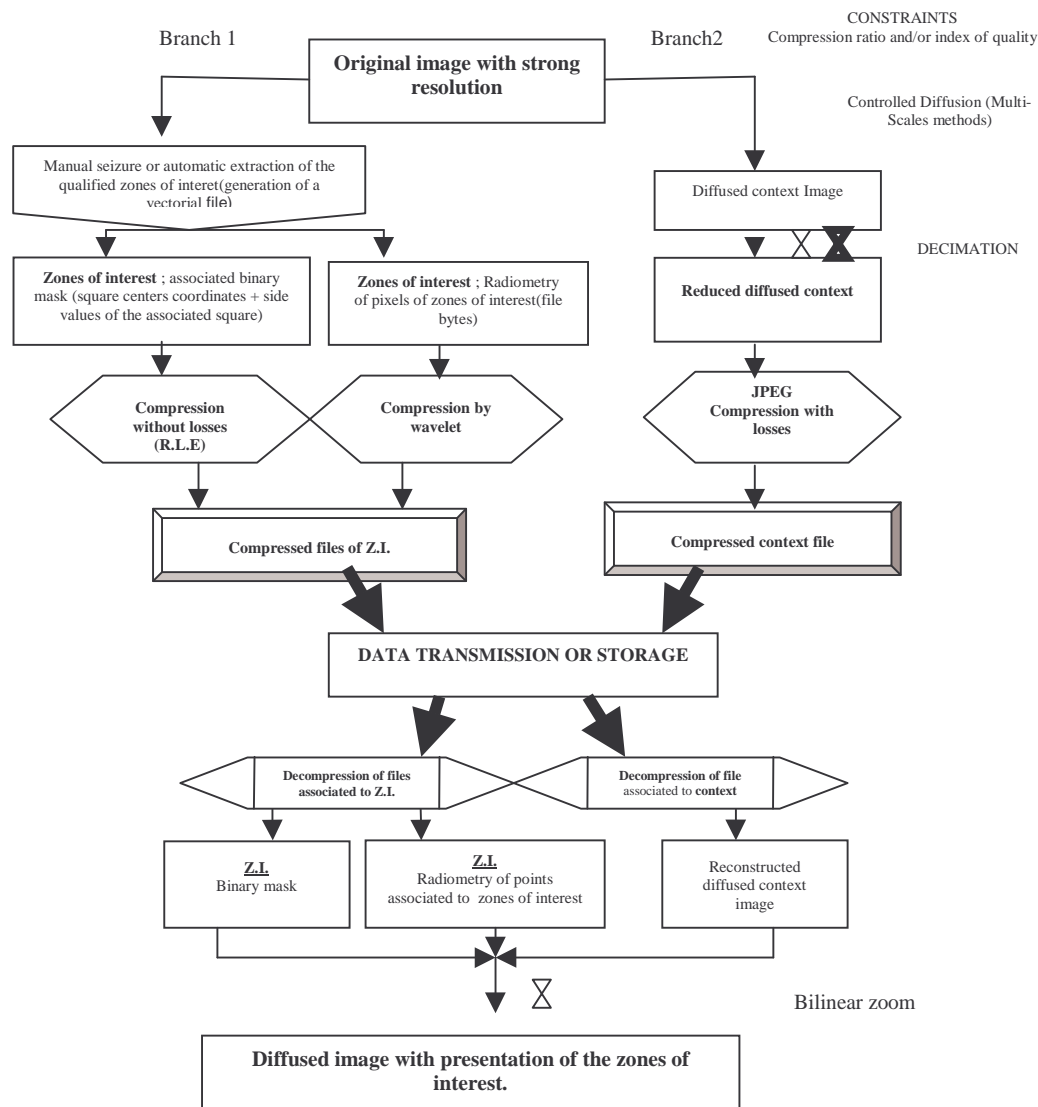 Branch 1
Branch2
CONSTRAINTS
Compression ratio and/or index of quality
Original image with strong
resolution
Controlled Diffusion (Multi-
Scales methods)
Manual seizure or automatic extraction of the
qualified zones of interet(generation of a
vectorial file)
Diffused context Image
DECIMATION
Zones of interest ; associated binary
mask (square centers coordinates + side
values of the associated square)
Zones of interest ; Radiometry
of pixels of zones of interest(file
bytes)
Reduced diffused context
Compression
without losses
(R.L.E)
Compression by
wavelet
JPEG
Compression with
losses
Compressed files of Z.I.
Compressed context file
DATA TRANSMISSION OR STORAGE
Decompression of files
associated to Z.I.
Decompression of file
associated to context
Z.I.
Binary mask
Z.I.
Radiometry of points
associated to zones of interest
Reconstructed
diffused context
image
Bilinear zoom
Diffused image with presentation of the zones of
interest.